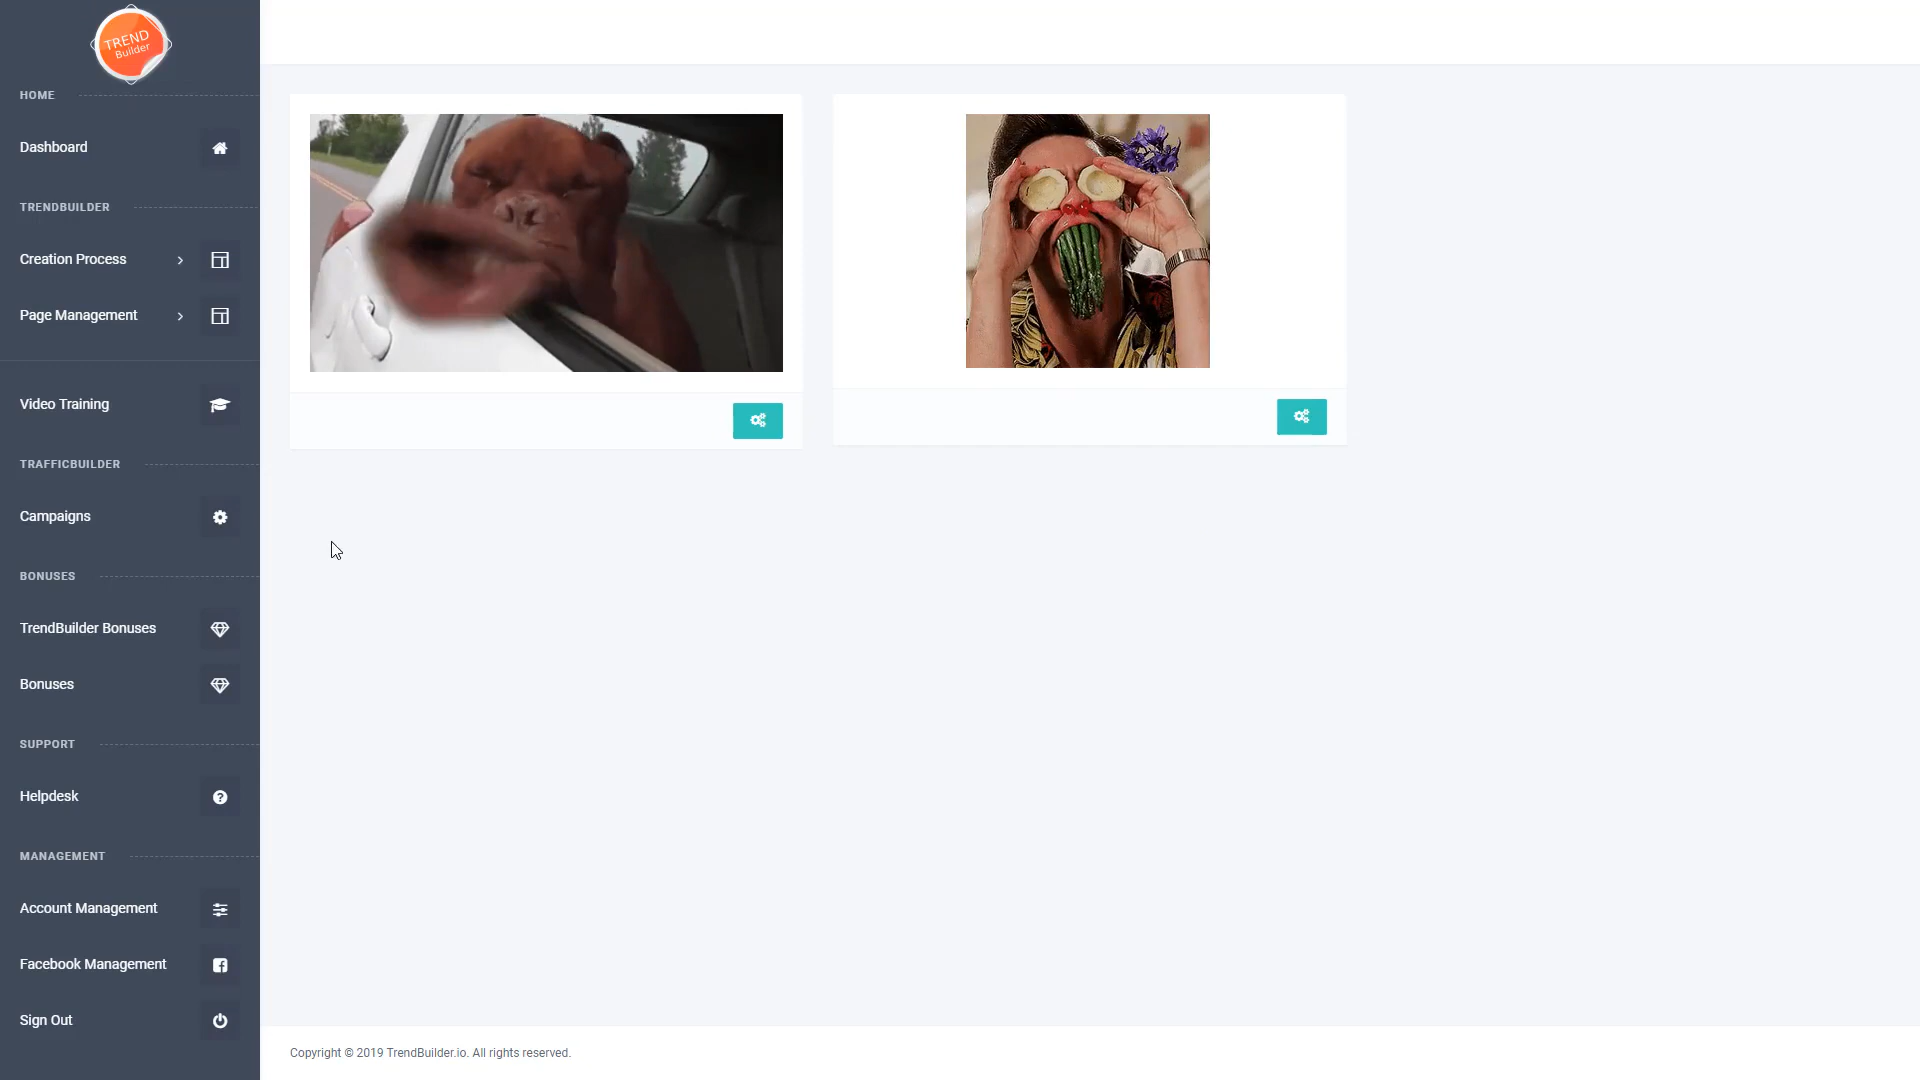 TREND
Builder
HOME
Dashboard
TRENDBUILDER
Creation Process
Page Management
Video Training
TRAFFICBUILDER
Campaigns
BONUSES
TrendBuilder Bonuses
Bonuses
SUPPORT
Helpdesk
MANAGEMENT
Account Management
Facebook Management
Sign Out
Copyright © 2019 TrendBuilder.io. All rights reserved.